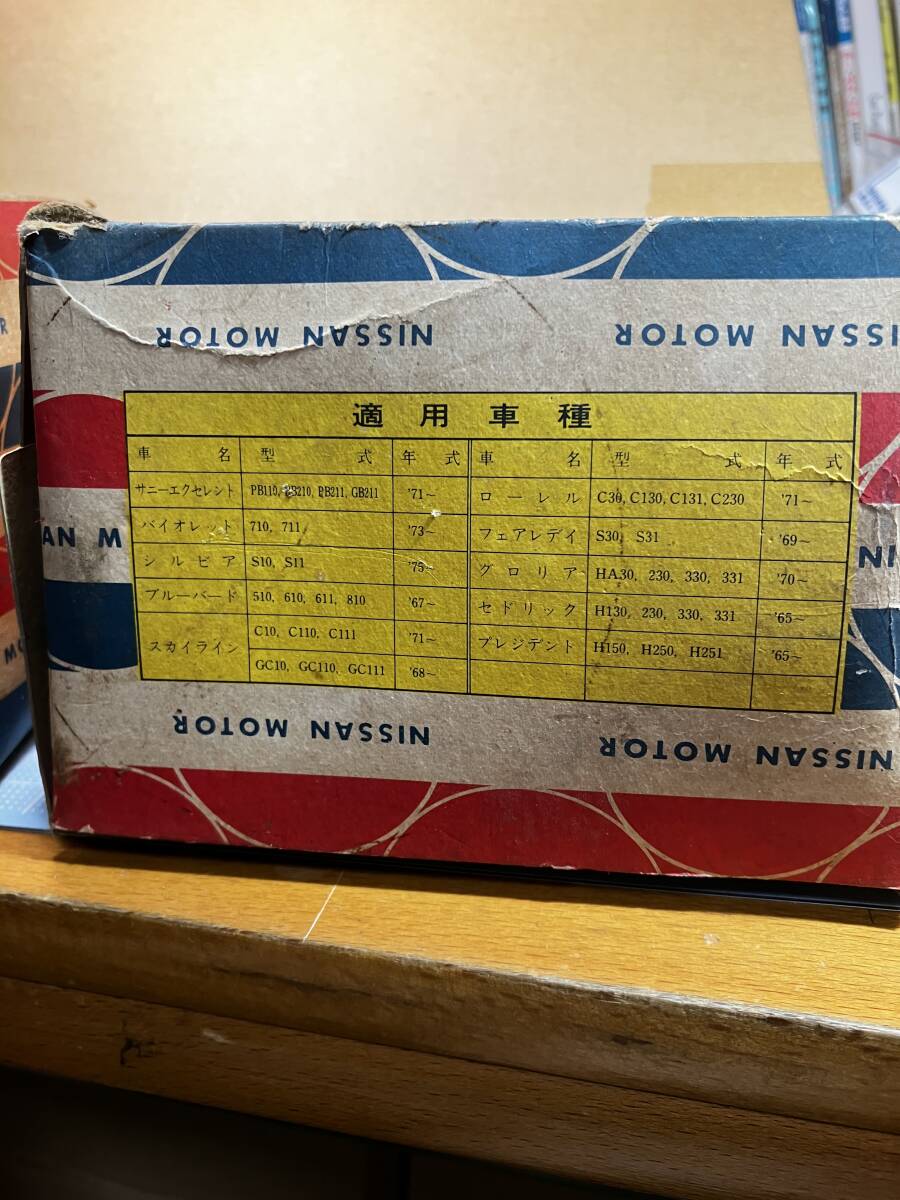 NISSAN MOTOR NISSAN MOTOR
適用車種
車名 型式 年式 車名 型式 年式
サニーエクセレント PB110, PB210, PB211, GB211 '71～ ローレル C30, C130, C131, C230 '71～
バイオレット 710, 711 '73～ フェアレデイ S30, S31 '69～
シルビア S10, S11 '75～ グロリア HA30, 230, 330, 331 '70～
ブルーバード 510, 610, 611, 810 '67～ セドリック H130, 230, 330, 331 '65～
スカイライン C10, C110, C111 '71～ プレジデント H150, H250, H251 '65～
GC10, GC110, GC111 '68～
NISSAN MOTOR NISSAN MOTOR
AN M